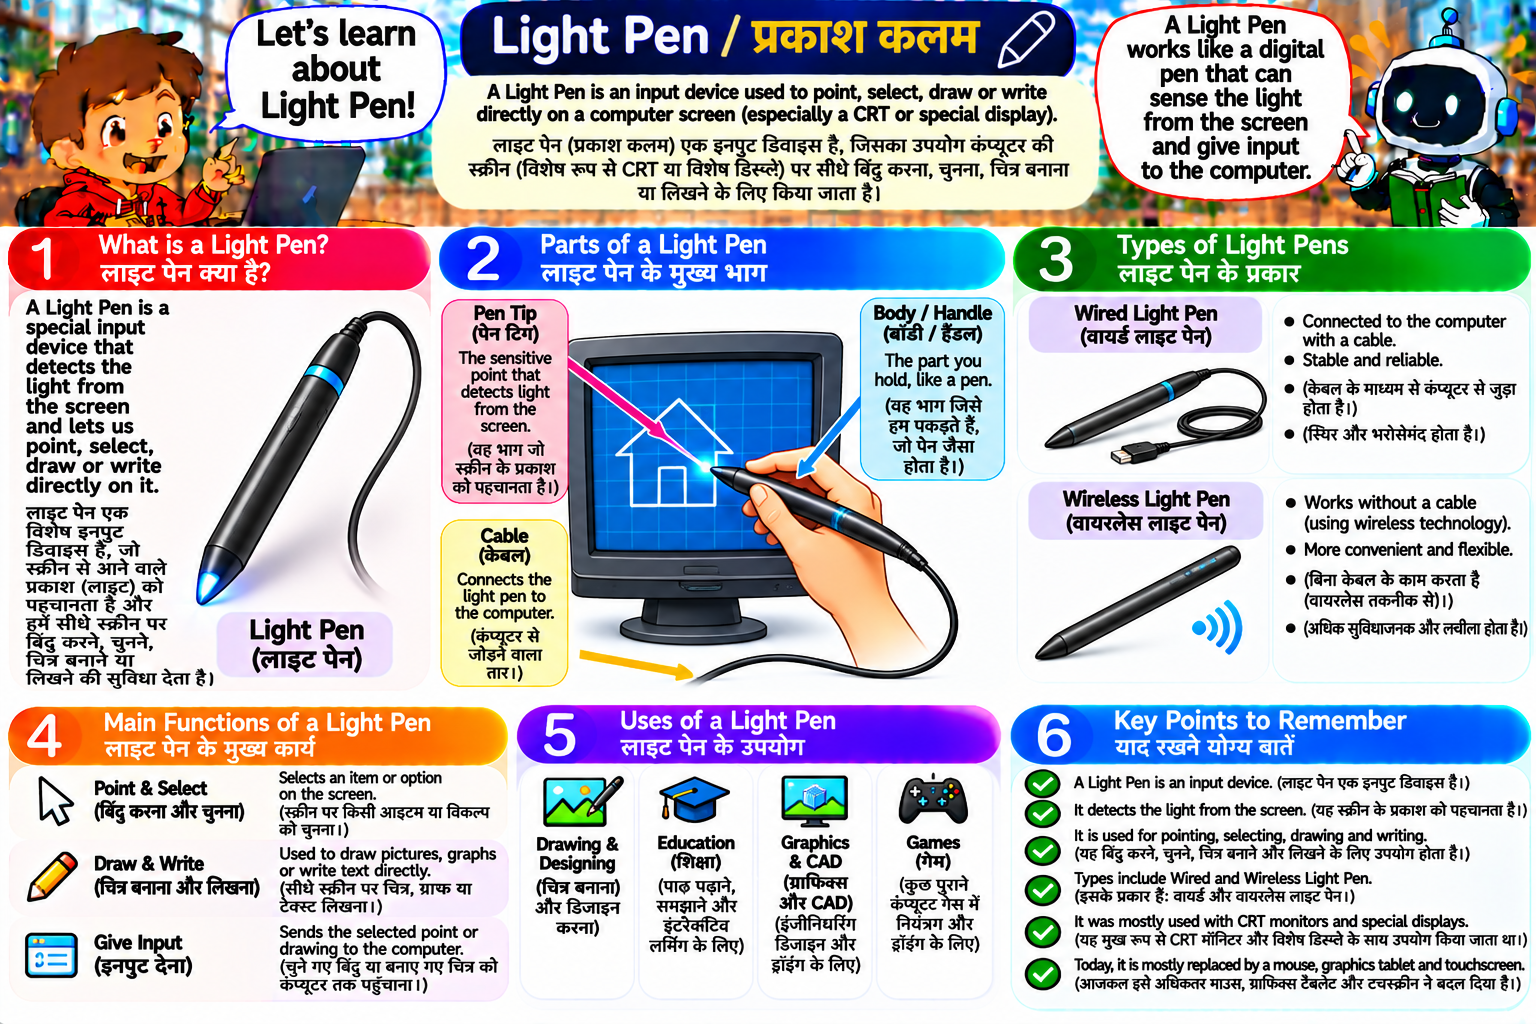 Let's learn
about
Light Pen!
Light Pen / प्रकाश कलम
A Light Pen is an input device used to point, select, draw or write
directly on a computer screen (especially a CRT or special display).
लाइट पेन (प्रकाश कलम) एक इनपुट डिवाइस है, जिसका उपयोग कंप्यूटर की
स्क्रीन (विशेष रूप से CRT या विशेष डिस्प्ले) पर सीधे बिंदु करना, चुनना, चित्र बनाना
या लिखने के लिए किया जाता है।
A Light Pen
works like a digital
pen that can
sense the light
from the screen
and give input
to the computer.
1 What is a Light Pen?
लाइट पेन क्या है?
A Light Pen is a
special input
device that
detects the
light from
the screen
and lets us
point, select,
draw or write
directly on it.
लाइट पेन एक
विशेष इनपुट
डिवाइस है, जो
स्क्रीन से आने वाले
प्रकाश (लाइट) को
पहचानता है और
हमें सीधे स्क्रीन पर
बिंदु करने, चुनने,
चित्र बनाने या
लिखने की सुविधा देता है।
Light Pen
(लाइट पेन)
2 Parts of a Light Pen
लाइट पेन के मुख्य भाग
Pen Tip
(पेन टिग)
The sensitive
point that
detects light
from the
screen.
(वह भाग जो
स्क्रीन के प्रकाश
को पहचानता है।)
Body / Handle
(बॉडी / हैंडल)
The part you
hold, like a pen.
(वह भाग जिसे
हम पकड़ते हैं,
जो पेन जैसा
होता है।)
Cable
(केबल)
Connects the
light pen to
the computer.
(कंप्यूटर से
जोड़ने वाला
तार।)
3 Types of Light Pens
लाइट पेन के प्रकार
Wired Light Pen
(वायर्ड लाइट पेन)
● Connected to the computer
with a cable.
● Stable and reliable.
● (केबल के माध्यम से कंप्यूटर से जुड़ा
होता है।)
● (स्थिर और भरोसेमंद होता है।)
Wireless Light Pen
(वायरलेस लाइट पेन)
● Works without a cable
(using wireless technology).
● More convenient and flexible.
● (बिना केबल के काम करता है
(वायरलेस तकनीक से)।)
● (अधिक सुविधाजनक और लचीला होता है।)
4 Main Functions of a Light Pen
लाइट पेन के मुख्य कार्य
Point & Select
(बिंदु करना और चुनना)
Selects an item or option
on the screen.
(स्क्रीन पर किसी आइटम या विकल्प
को चुनना।)
Draw & Write
(चित्र बनाना और लिखना)
Used to draw pictures, graphs
or write text directly.
(सीधे स्क्रीन पर चित्र, ग्राफ या
टेक्स्ट लिखना।)
Give Input
(इनपुट देना)
Sends the selected point or
drawing to the computer.
(चुने गए बिंदु या बनाए गए चित्र को
कंप्यूटर तक पहुँचाना।)
5 Uses of a Light Pen
लाइट पेन के उपयोग
Drawing &
Designing
(चित्र बनाना)
और डिजाइन
करना)
Education
(शिक्षा)
(पाढ़ पढ़ाने,
समझाने और
इंटरेक्टिव
लर्मिंग के लिए)
Graphics
& CAD
(ग्राफिक्स
और CAD)
(इंजीनिघरिंग
डिजाइन और
ड्रॉईग के लिए)
Games
(गेम)
(कुछ पुराने
कंप्यूटट गेस में
नियंत्रग और
ड्रॉईग के लिए)
6 Key Points to Remember
याद रखने योग्य बातें
A Light Pen is an input device. (लाइट पेन एक इनपुट डिवाइस है।)
It detects the light from the screen. (यह स्क्रीन के प्रकाश को पहचानता है।)
It is used for pointing, selecting, drawing and writing.
(यह बिंदु करने, चुनने, चित्र बनाने और लिखने के लिए उपयोग होता है।)
Types include Wired and Wireless Light Pen.
(इसके प्रकार हैं: वायर्ड और वायरलेस लाइट पेन।)
It was mostly used with CRT monitors and special displays.
(यह मुख रूप से CRT मॉनिटर और विशेष डिस्प्ले के साय उपयोग किया जाता था।)
Today, it is mostly replaced by a mouse, graphics tablet and touchscreen.
(आजकल इसे अधिकतर माउस, ग्राफिक्स टैबलेट और टचस्क्रीन ने बदल दिया है।)